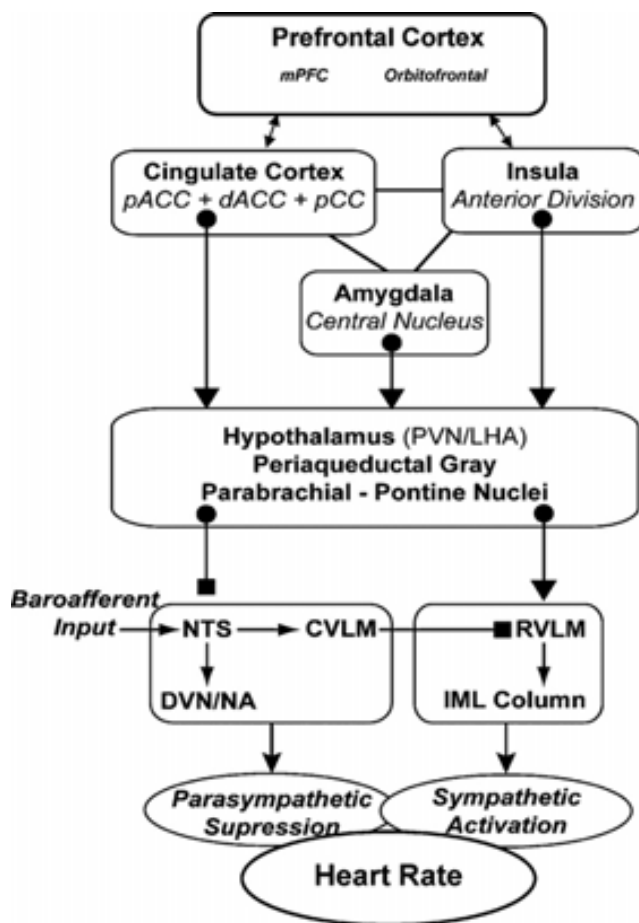 Prefrontal Cortex
mPFC Orbitofrontal
Cingulate Cortex
pACC + dACC + pCC
Insula
Anterior Division
Amygdala
Central Nucleus
Hypothalamus (PVN/LHA)
Periaqueductal Gray
Parabrachial - Pontine Nuclei
Baroafferent
Input
NTS CVLM RVLM
DVN/NA IML Column
Parasympathetic
Supression
Sympathetic
Activation
Heart Rate